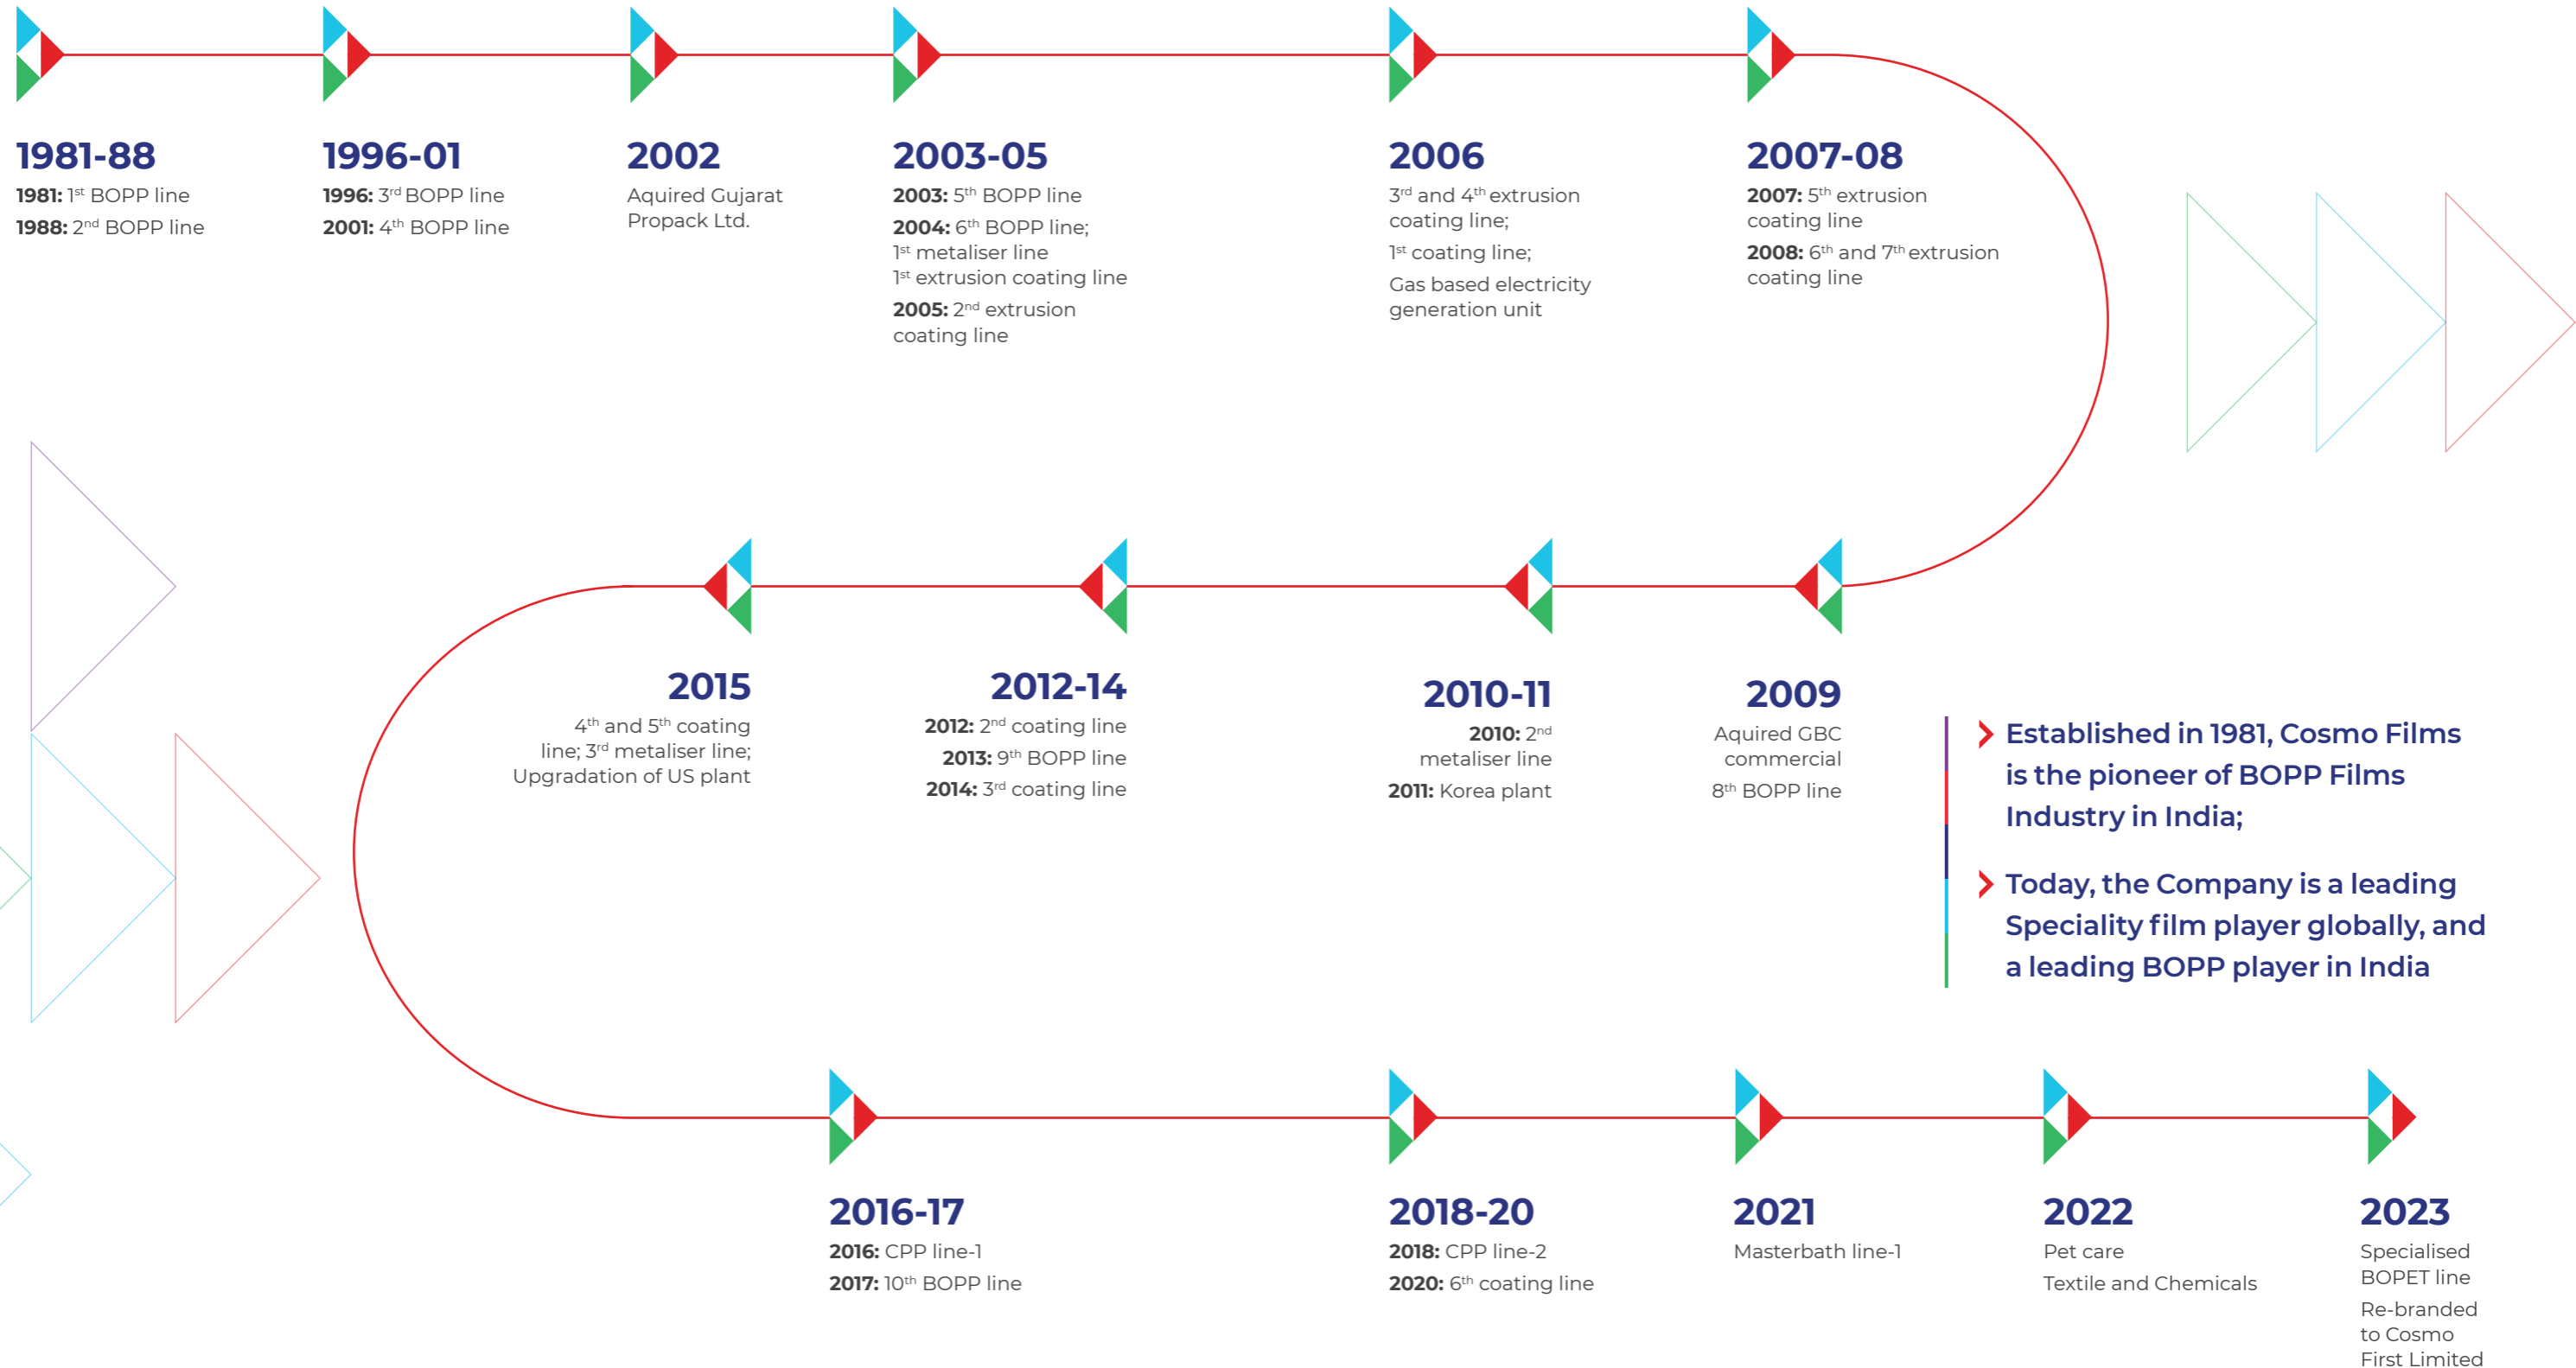 1981-88
1981: 1st BOPP line
1988: 2nd BOPP line
1996-01
1996: 3rd BOPP line
2001: 4th BOPP line
2002
Aquired Gujarat
Propack Ltd.
2003-05
2003: 5th BOPP line
2004: 6th BOPP line;
1st metaliser line
1st extrusion coating line
2005: 2nd extrusion
coating line
2006
3rd and 4th extrusion
coating line;
1st coating line;
Gas based electricity
generation unit
2007-08
2007: 5th extrusion
coating line
2008: 6th and 7th extrusion
coating line
2009
Aquired GBC
commercial
8th BOPP line
2010-11
2010: 2nd
metaliser line
2011: Korea plant
2012-14
2012: 2nd coating line
2013: 9th BOPP line
2014: 3rd coating line
2015
4th and 5th coating
line; 3rd metaliser line;
Upgradation of US plant
Established in 1981, Cosmo Films
is the pioneer of BOPP Films
Industry in India;
Today, the Company is a leading
Speciality film player globally, and
a leading BOPP player in India
2016-17
2016: CPP line-1
2017: 10th BOPP line
2018-20
2018: CPP line-2
2020: 6th coating line
2021
Masterbath line-1
2022
Pet care
Textile and Chemicals
2023
Specialised
BOPET line
Re-branded
to Cosmo
First Limited